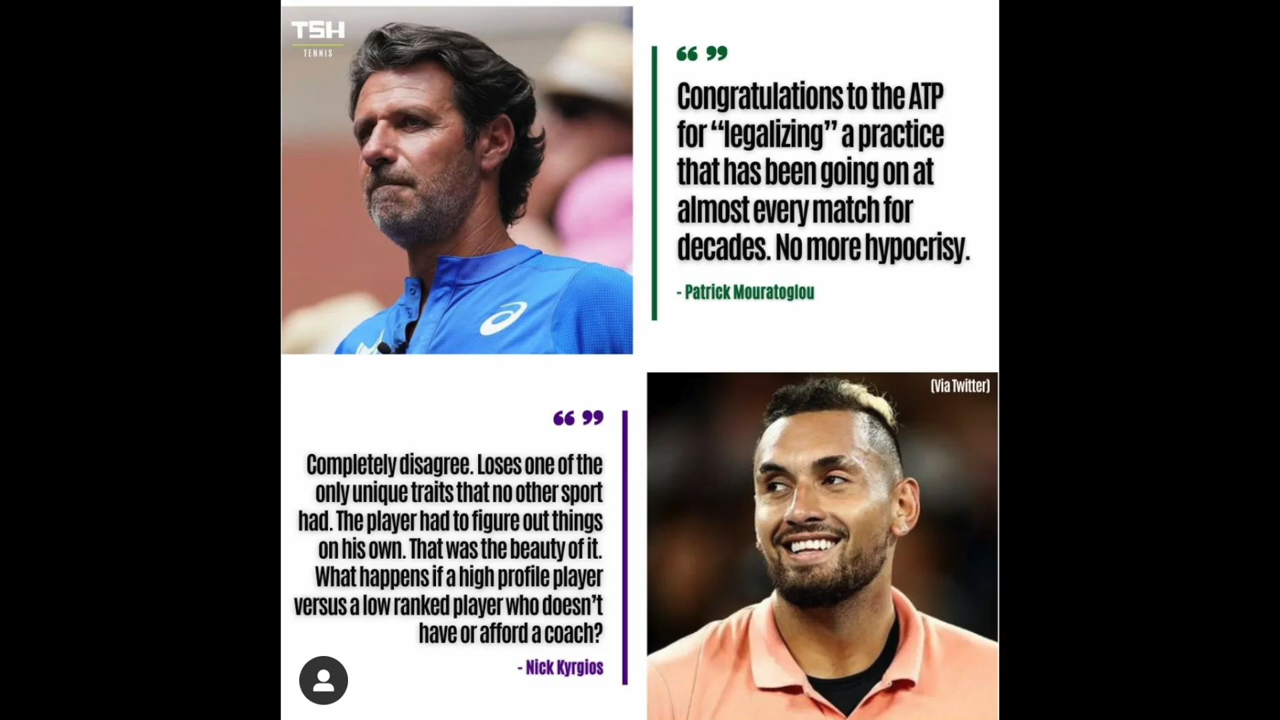 TSH
TENNIS
“ ”
Congratulations to the ATP
for “legalizing” a practice
that has been going on at
almost every match for
decades. No more hypocrisy.
- Patrick Mouratoglou
(Via Twitter)
“ ”
Completely disagree. Loses one of the
only unique traits that no other sport
had. The player had to figure out things
on his own. That was the beauty of it.
What happens if a high profile player
versus a low ranked player who doesn’t
have or afford a coach?
- Nick Kyrgios